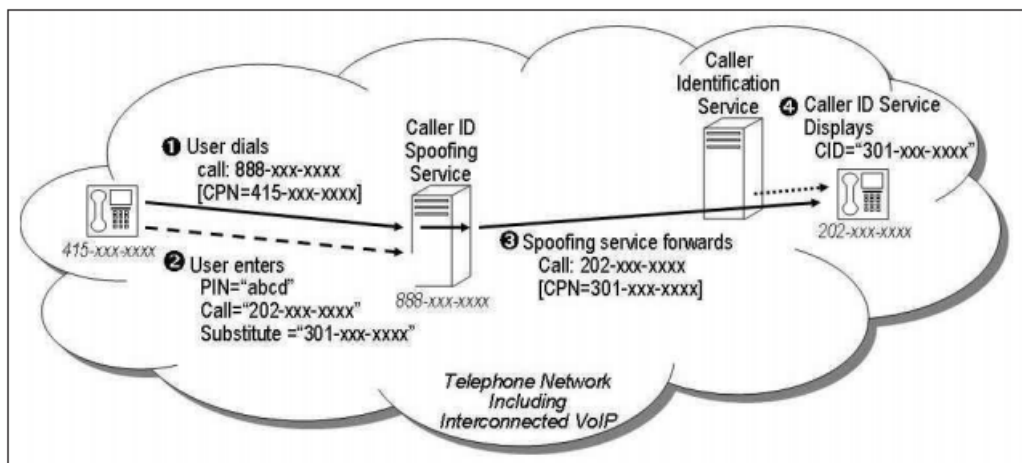 ❶ User dials
call: 888-xxx-xxxx
[CPN=415-xxx-xxxx]
415-xxx-xxxx
❷ User enters
PIN="abcd"
Call="202-xxx-xxxx"
Substitute ="301-xxx-xxxx"
Caller ID
Spoofing
Service
888-xxx-xxxx
❸ Spoofing service forwards
Call: 202-xxx-xxxx
[CPN=301-xxx-xxxx]
Caller
Identification
Service
❹ Caller ID Service
Displays
CID="301-xxx-xxxx"
202-xxx-xxxx
Telephone Network
Including
Interconnected VoIP